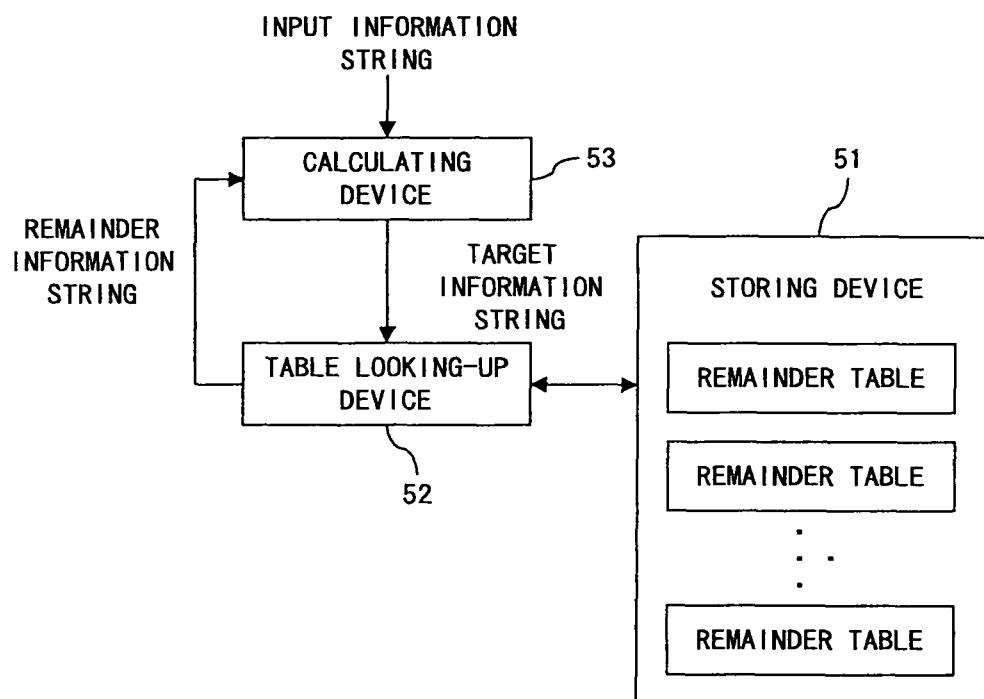 INPUT INFORMATION
STRING
CALCULATING
DEVICE
53
51
REMAINDER
INFORMATION
STRING
TARGET
INFORMATION
STRING
STORING DEVICE
TABLE LOOKING-UP
DEVICE
REMAINDER TABLE
52
REMAINDER TABLE
REMAINDER TABLE